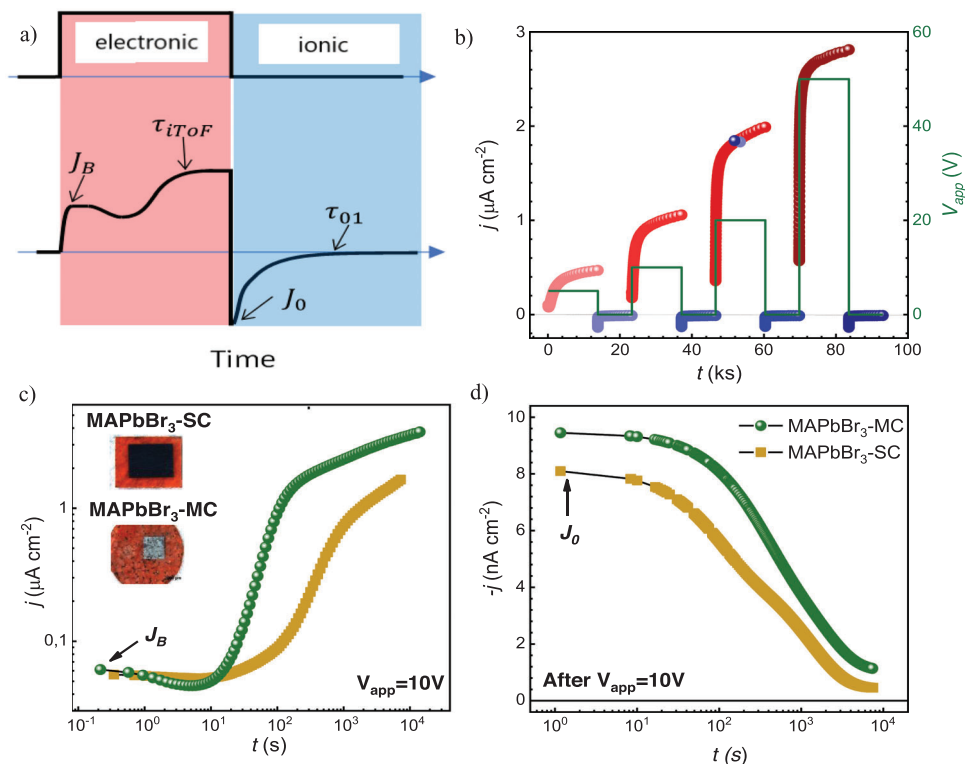 a)
electronic
ionic
J_B
τ_iToF
τ_01
J_0
Time
b)
3
2
1
0
j (μA cm⁻²)
60
40
20
0
V_app (V)
0 20 40 60 80 100
t (ks)
c)
MAPbBr₃-SC
MAPbBr₃-MC
1
0,1
j (μA cm⁻²)
J_B
V_app=10V
10⁻¹ 10⁰ 10¹ 10² 10³ 10⁴
t (s)
d)
10
8
6
4
2
0
-j (nA cm⁻²)
MAPbBr₃-MC
MAPbBr₃-SC
J_0
After V_app=10V
10⁰ 10¹ 10² 10³ 10⁴
t (s)